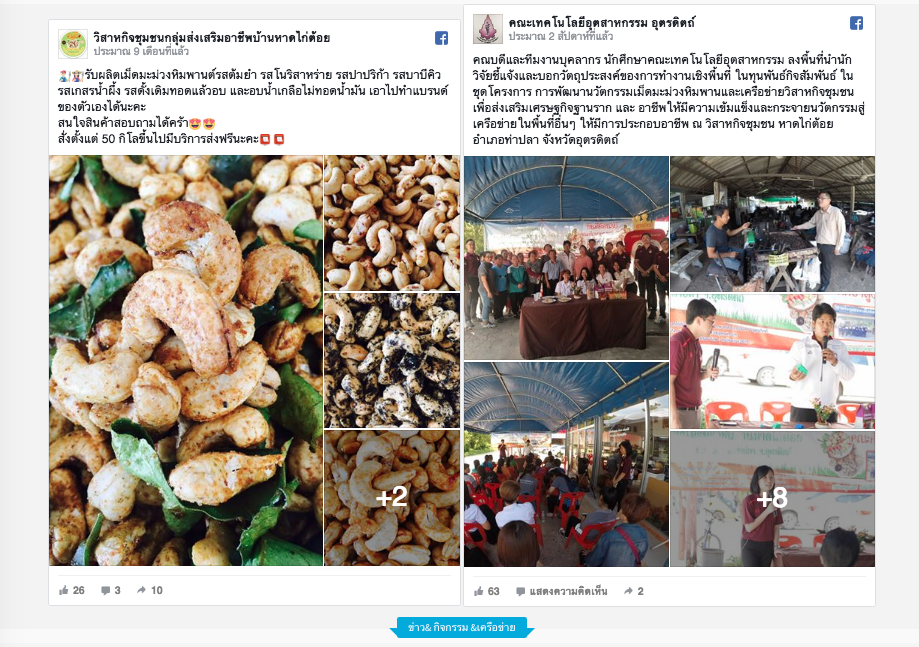 วิสาหกิจชุมชนกลุ่มส่งเสริมอาชีพบ้านหาดไก่ต้อย
ประมาณ 9 เดือนที่แล้ว
รับผลิตเม็ดมะม่วงหิมพานต์รสต้มยำ รสโนริสาหร่าย รสปาปริก้า รสบาบีคิว
รสเกสรน้ำผึ้ง รสดั้งเดิมทอดแล้วอบ และอบน้ำเกลือไม่ทอดน้ำมัน เอาไปทำแบรนด์
ของตัวเองได้นะคะ
สนใจสินค้าสอบถามได้คร้า😍😍
สั่งตั้งแต่ 50 กิโลขึ้นไปมีบริการส่งฟรีนะคะ
+2
26 3 10
คณะเทคโนโลยีอุตสาหกรรม อุตรดิตถ์
ประมาณ 2 สัปดาห์ที่แล้ว
คณบดีและทีมงานบุคลากร นักศึกษาคณะเทคโนโลยีอุตสาหกรรม ลงพื้นที่นำนัก
วิจัยชี้แจ้งและบอกวัตถุประสงค์ของการทำงานเชิงพื้นที่ ในทุนพันธ์กิจสัมพันธ์ ใน
ชุดโครงการ การพัฒนานวัตกรรมเม็ดมะม่วงหิมพานและเครือข่ายวิสาหกิจชุมชน
เพื่อส่งเสริมเศรษฐกิจฐานราก และ อาชีพให้มีความเข้มแข็งและกระจายนวัตกรรมสู่
เครือข่ายในพื้นที่อื่นๆ ให้มีการประกอบอาชีพ ณ วิสาหกิจชุมชน หาดไก่ต้อย
อำเภอท่าปลา จังหวัดอุตรดิตถ์
+8
63 แสดงความคิดเห็น 2
ข่าว& กิจกรรม &เครือข่าย